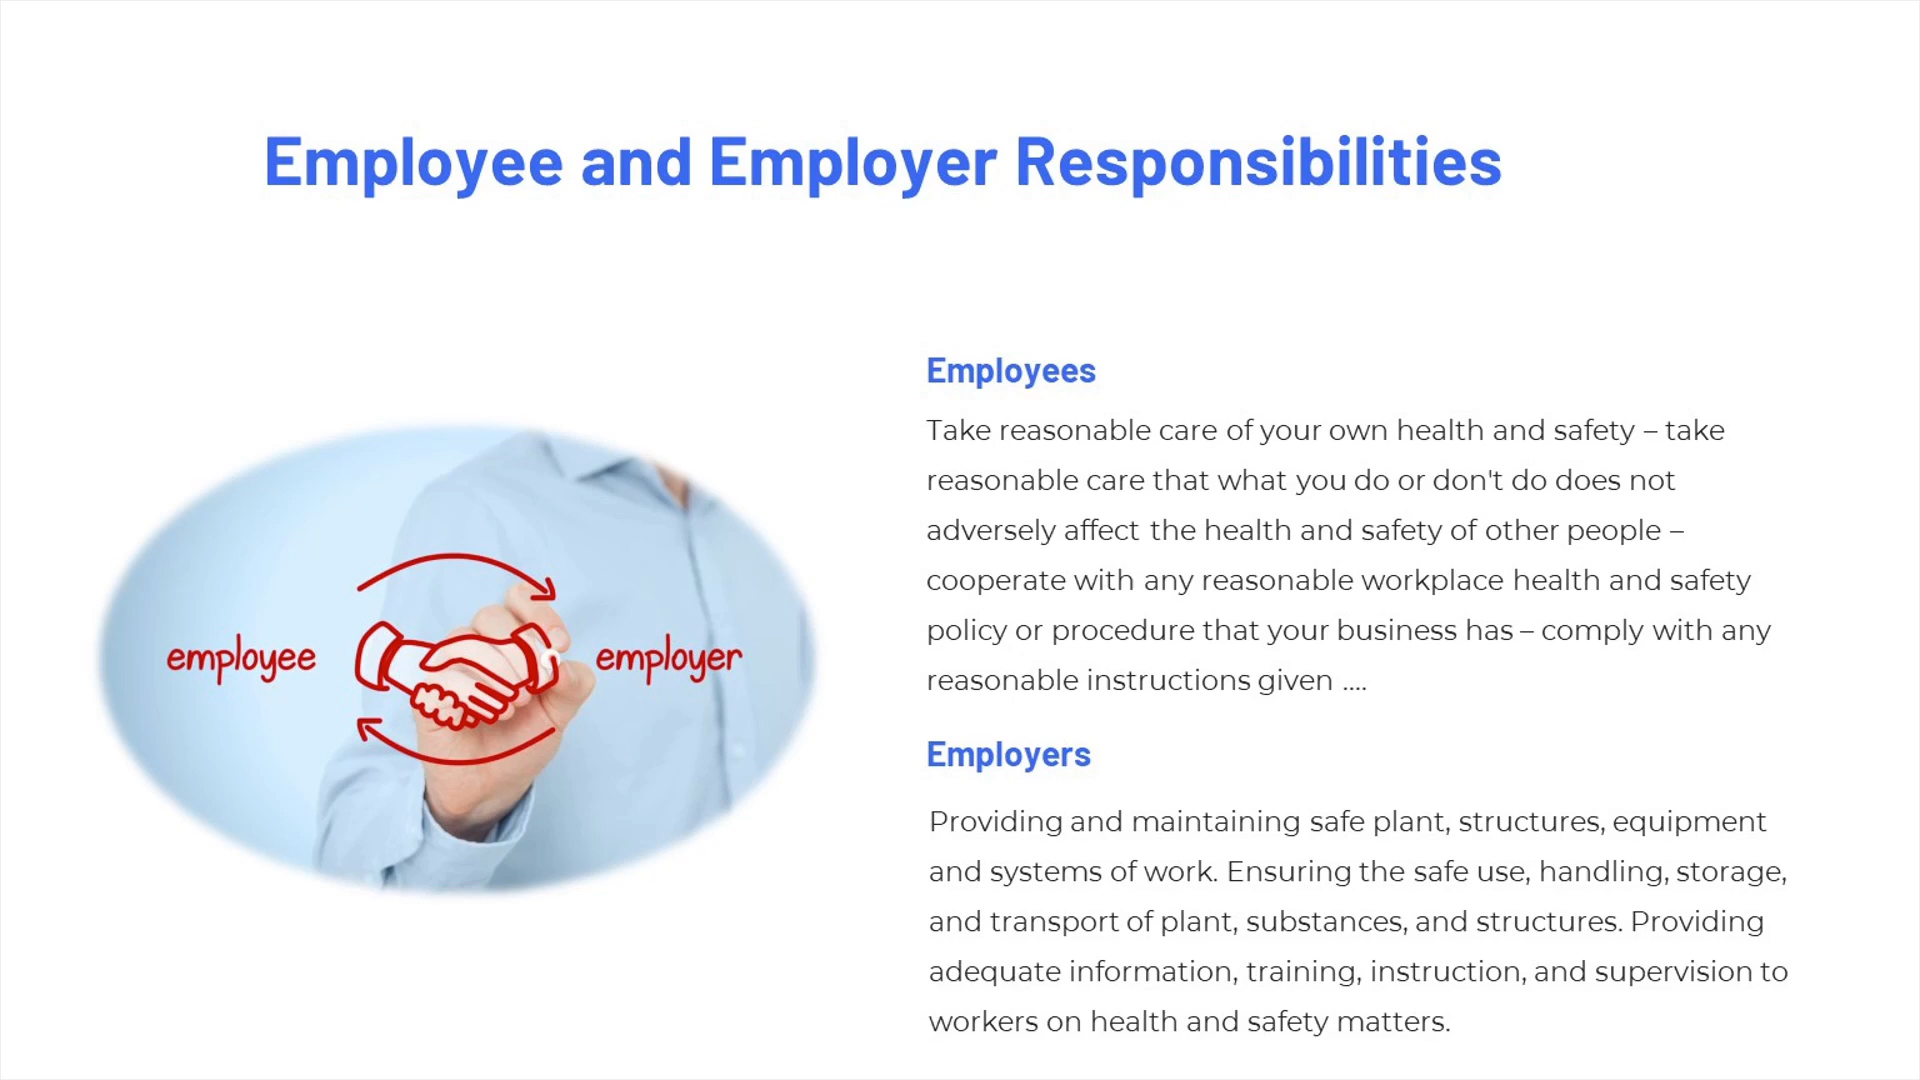 Employee and Employer Responsibilities
employee
employer
Employees
Take reasonable care of your own health and safety – take
reasonable care that what you do or don't do does not
adversely affect the health and safety of other people –
cooperate with any reasonable workplace health and safety
policy or procedure that your business has – comply with any
reasonable instructions given ....
Employers
Providing and maintaining safe plant, structures, equipment
and systems of work. Ensuring the safe use, handling, storage,
and transport of plant, substances, and structures. Providing
adequate information, training, instruction, and supervision to
workers on health and safety matters.